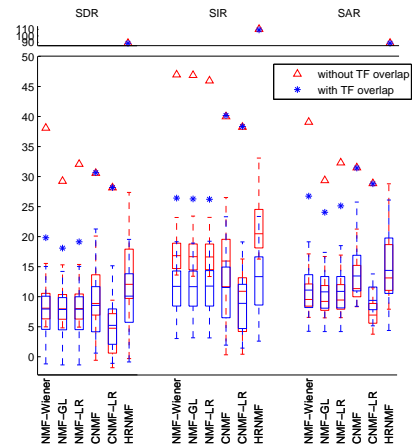 SDR SIR SAR
110
100
90
50
45
40
35
30
25
20
15
10
5
0
without TF overlap
with TF overlap
NMF−Wiener
NMF−GL
NMF−LR
CNMF
CNMF−LR
HRNMF
NMF−Wiener
NMF−GL
NMF−LR
CNMF
CNMF−LR
HRNMF
NMF−Wiener
NMF−GL
NMF−LR
CNMF
CNMF−LR
HRNMF